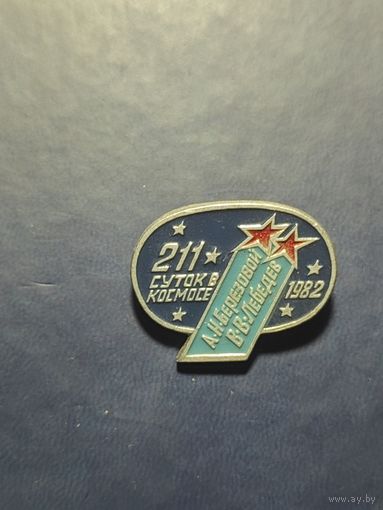 211
СУТОК В
КОСМОСЕ
А.Н.Березовой
В.В.Лебедев
1982
www.ay.by